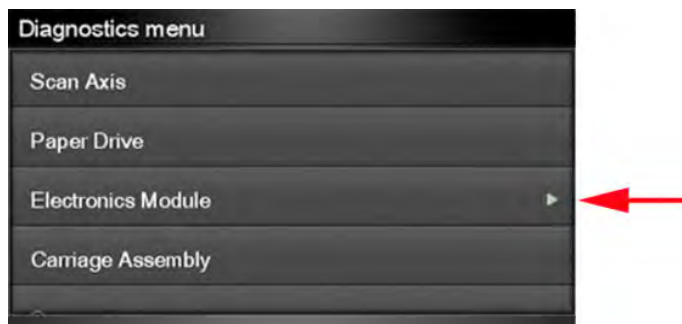 Diagnostics menu
Scan Axis
Paper Drive
Electronics Module
Carriage Assembly